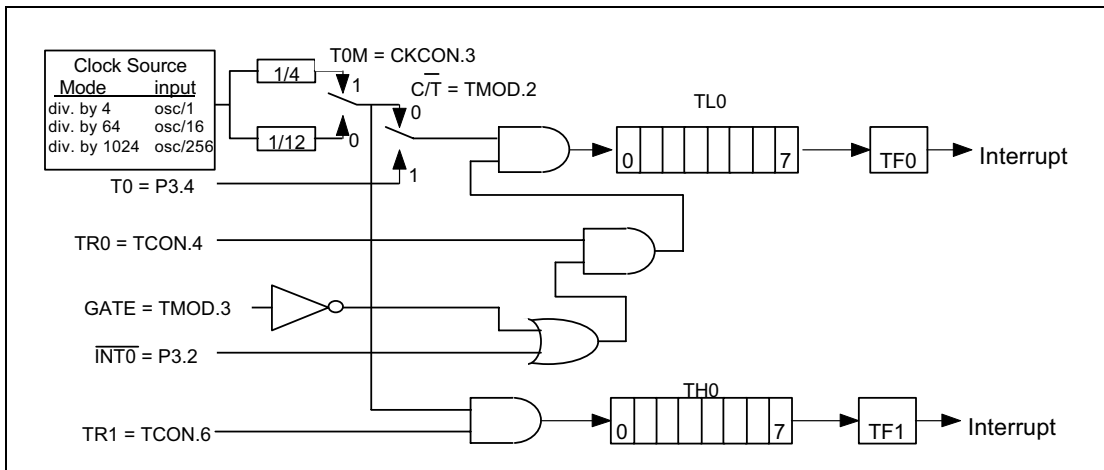 Clock Source
Mode input
div. by 4 osc/1
div. by 64 osc/16
div. by 1024 osc/256
1/4
1/12
T0M = CKCON.3
1
0
C/T̅ = TMOD.2
0
1
T0 = P3.4
TL0
0 7
TF0
Interrupt
TR0 = TCON.4
GATE = TMOD.3
I̅N̅T̅0̅ = P3.2
TR1 = TCON.6
TH0
0 7
TF1
Interrupt